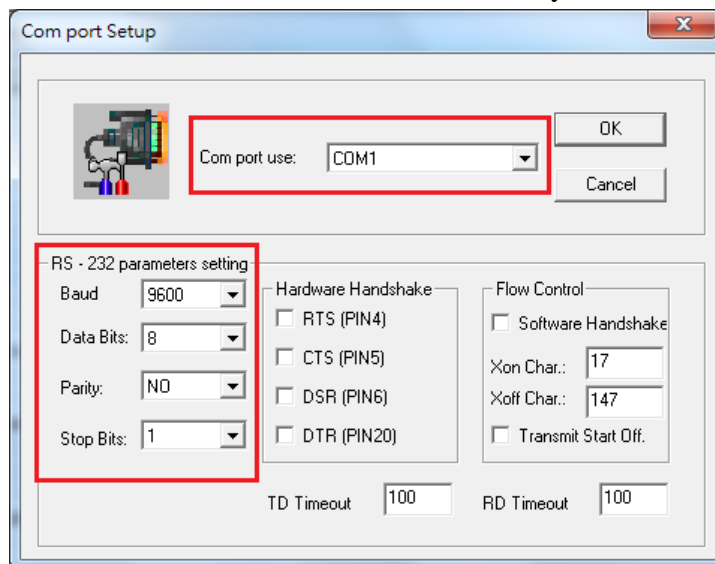 Com port Setup
Com port use: COM1
OK
Cancel
RS - 232 parameters setting
Baud 9600
Data Bits: 8
Parity: NO
Stop Bits: 1
Hardware Handshake
RTS (PIN4)
CTS (PIN5)
DSR (PIN6)
DTR (PIN20)
Flow Control
Software Handshake
Xon Char.: 17
Xoff Char.: 147
Transmit Start Off.
TD Timeout 100
RD Timeout 100